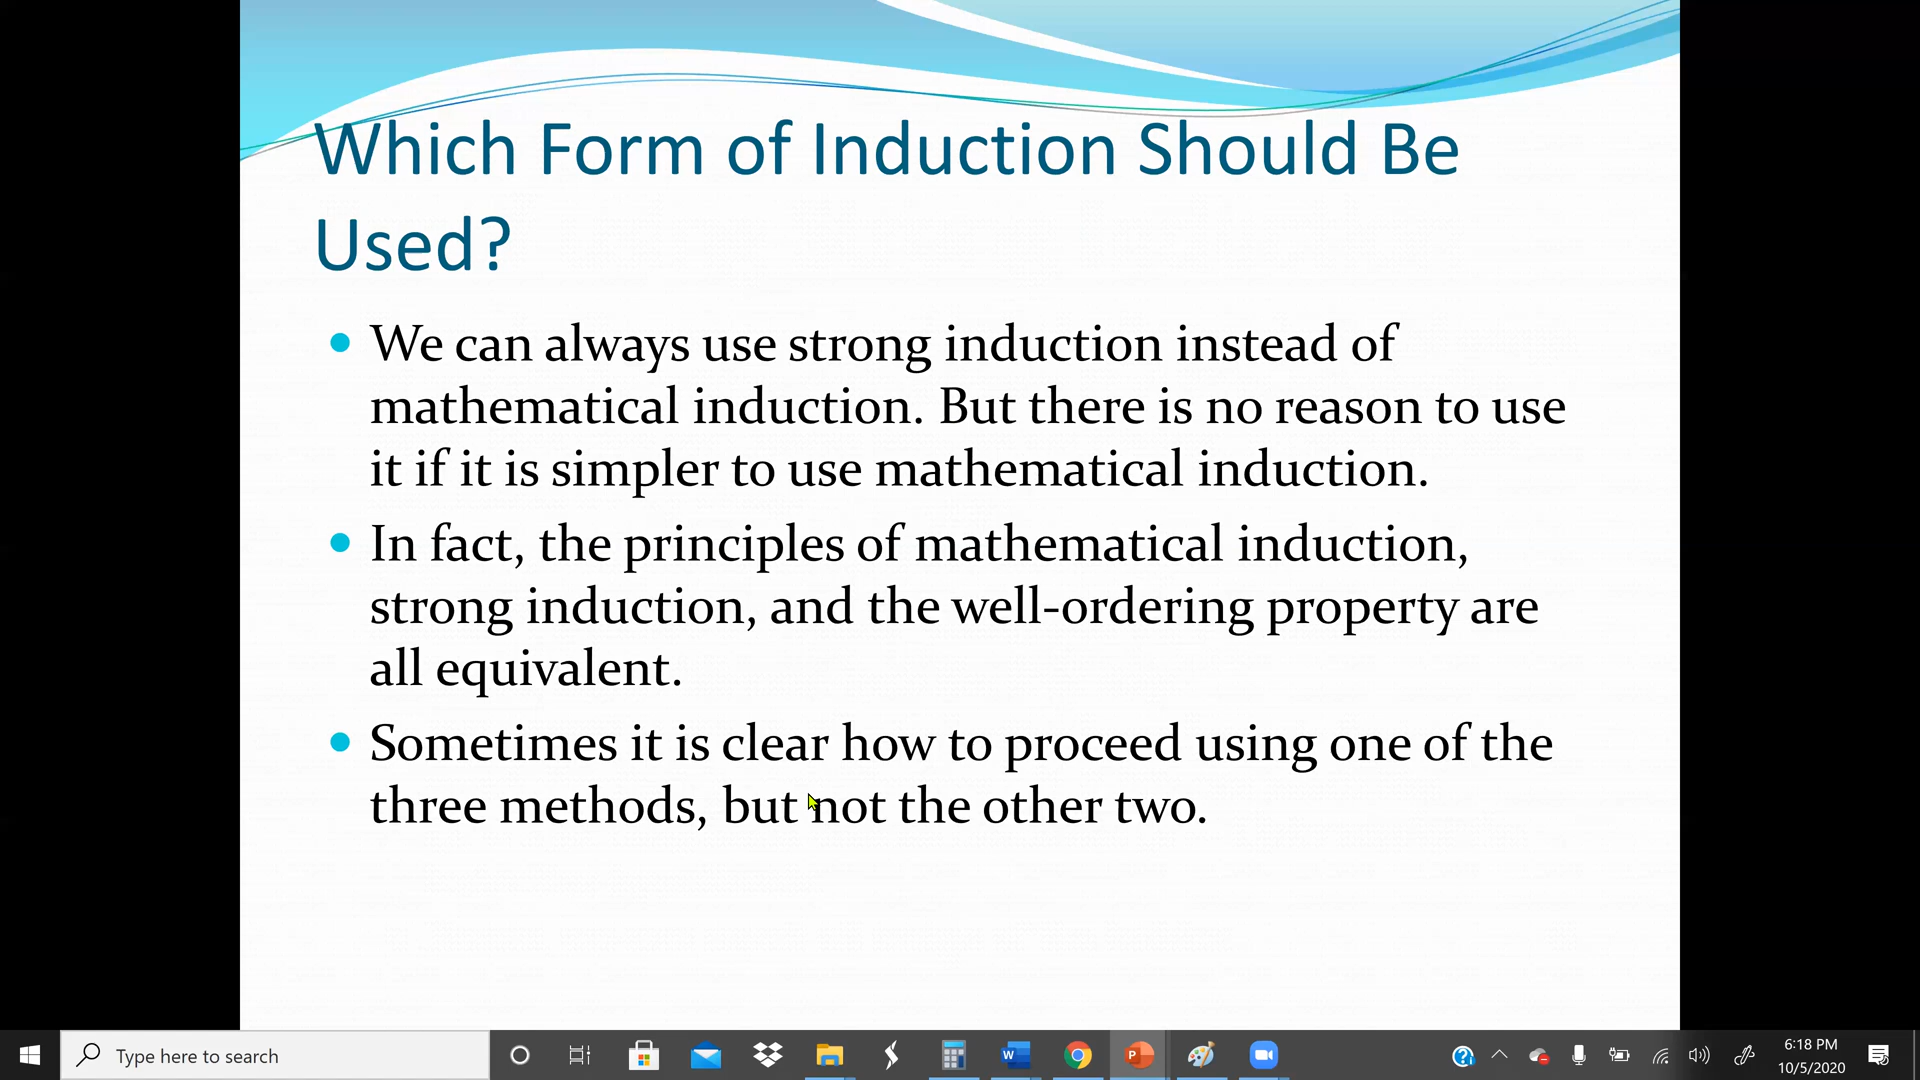 Which Form of Induction Should Be
Used?
• We can always use strong induction instead of
mathematical induction. But there is no reason to use
it if it is simpler to use mathematical induction.
• In fact, the principles of mathematical induction,
strong induction, and the well-ordering property are
all equivalent.
• Sometimes it is clear how to proceed using one of the
three methods, but not the other two.
Type here to search
6:18 PM
10/5/2020